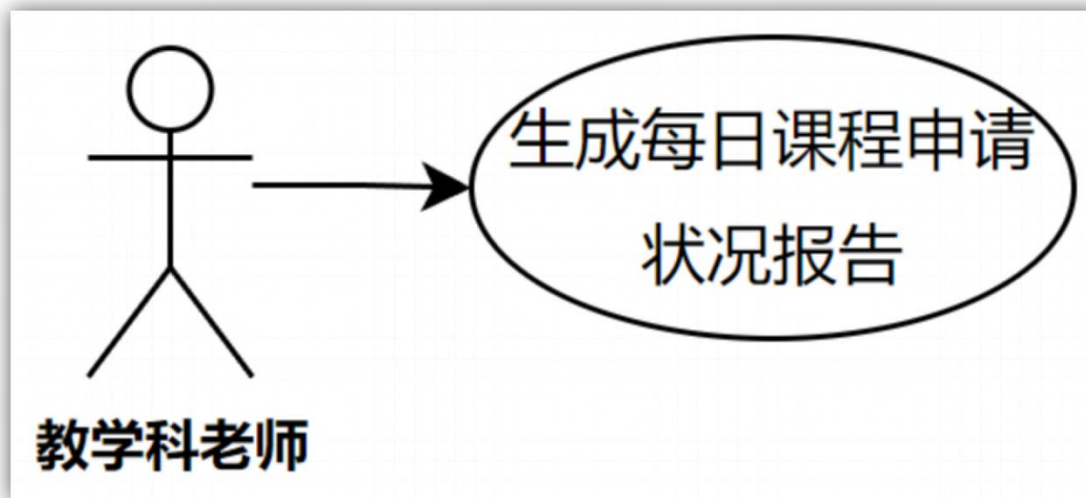 生成每日课程申请
状况报告
教学科老师